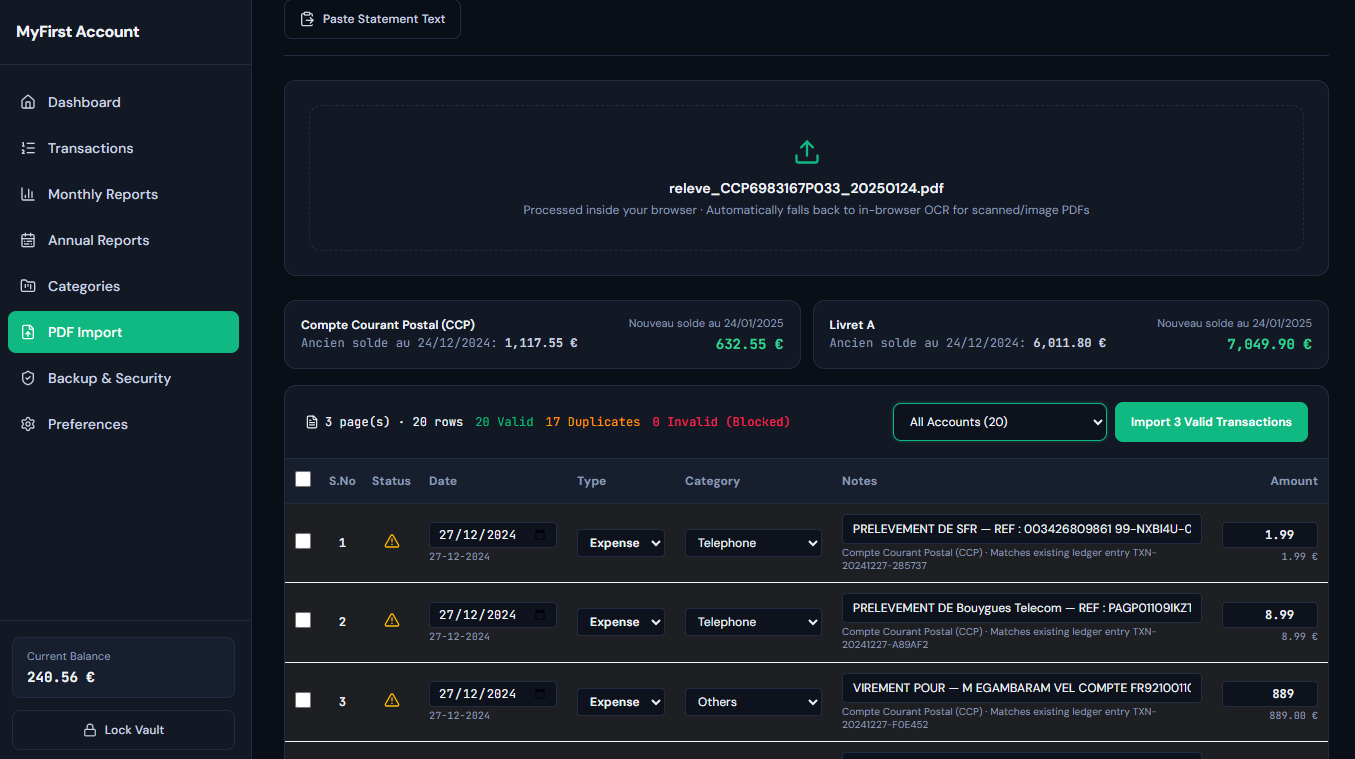 MyFirst Account
Dashboard
Transactions
Monthly Reports
Annual Reports
Categories
PDF Import
Backup & Security
Preferences
Current Balance
240.56 €
Lock Vault
Paste Statement Text
releve_CCP6983167P033_20250124.pdf
Processed inside your browser · Automatically falls back to in-browser OCR for scanned/image PDFs
Compte Courant Postal (CCP)
Nouveau solde au 24/01/2025
Ancien solde au 24/12/2024: 1,117.55 €
632.55 €
Livret A
Nouveau solde au 24/01/2025
Ancien solde au 24/12/2024: 6,011.80 €
7,049.90 €
3 page(s) · 20 rows 20 Valid 17 Duplicates 0 Invalid (Blocked)
All Accounts (20)
Import 3 Valid Transactions
S.No Status Date Type Category Notes Amount
1 27/12/2024 Expense Telephone PRELEVEMENT DE SFR — REF : 003426809861 99-NXBI4U-C 1.99
27-12-2024 Compte Courant Postal (CCP) · Matches existing ledger entry TXN- 1.99 €
20241227-285737
2 27/12/2024 Expense Telephone PRELEVEMENT DE Bouygues Telecom — REF : PAGP01109IKZ1 8.99
27-12-2024 Compte Courant Postal (CCP) · Matches existing ledger entry TXN- 8.99 €
20241227-A89AF2
3 27/12/2024 Expense Others VIREMENT POUR — M EGAMBARAM VEL COMPTE FR9210011( 889
27-12-2024 Compte Courant Postal (CCP) · Matches existing ledger entry TXN- 889.00 €
20241227-F0E452